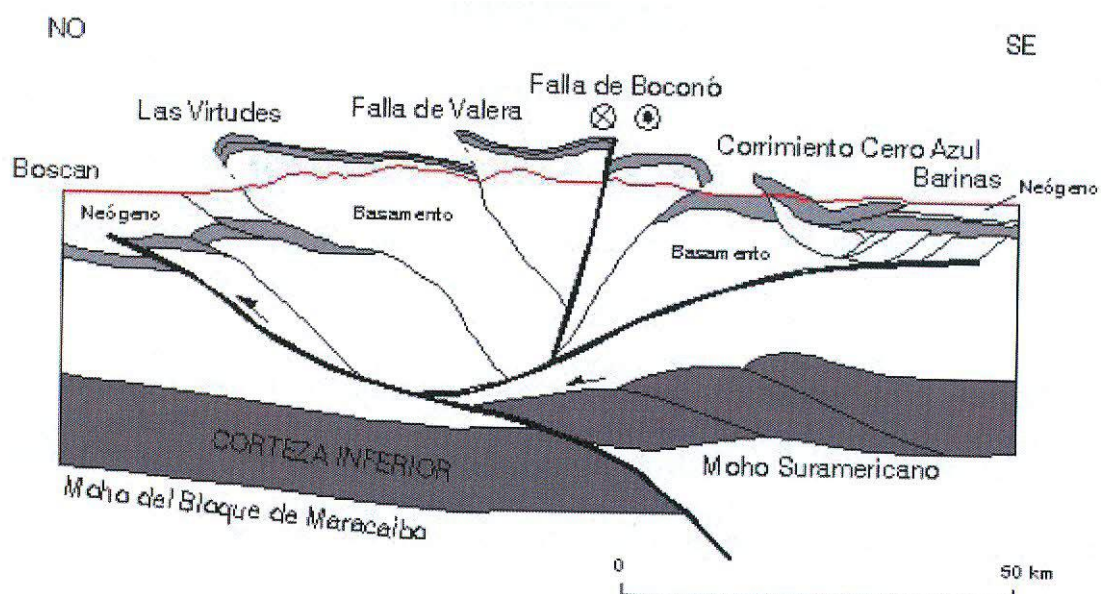 NO
SE
Falla de Boconó
Las Virtudes
Falla de Valera
Corrimiento Cerro Azul
Boscan
Barinas
Neógeno
Neógeno
Basamento
Basamento
CORTEZA INFERIOR
Moho Suramericano
Moho del Bloque de Maracaibo
0
50 km